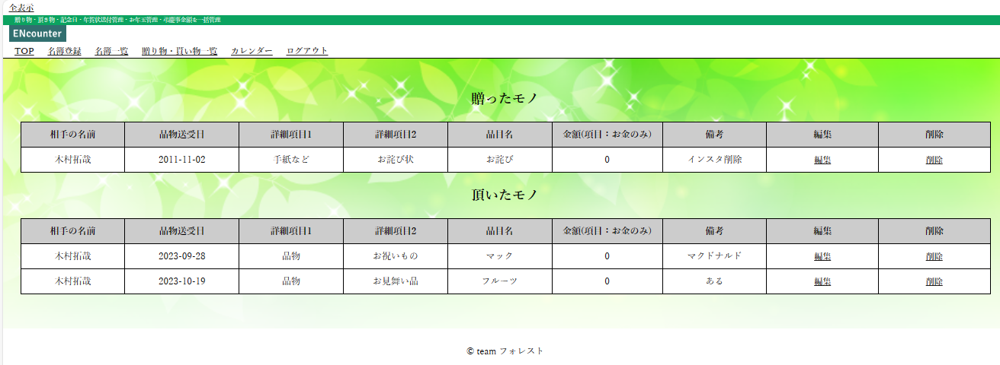 全表示
贈り物・頂き物・記念日・年賀状送付管理・お年玉管理・弔慶事金額を一括管理
ENcounter
TOP 名簿登録 名簿一覧 贈り物・貰い物一覧 カレンダー ログアウト
贈ったモノ
相手の名前 品物送受日 詳細項目1 詳細項目2 品目名 金額(項目：お金のみ) 備考 編集 削除
木村拓哉 2011-11-02 手紙など お詫び状 お詫び 0 インスタ削除 編集 削除
頂いたモノ
相手の名前 品物送受日 詳細項目1 詳細項目2 品目名 金額(項目：お金のみ) 備考 編集 削除
木村拓哉 2023-09-28 品物 お祝いもの マック 0 マクドナルド 編集 削除
木村拓哉 2023-10-19 品物 お見舞い品 フルーツ 0 ある 編集 削除
© team フォレスト